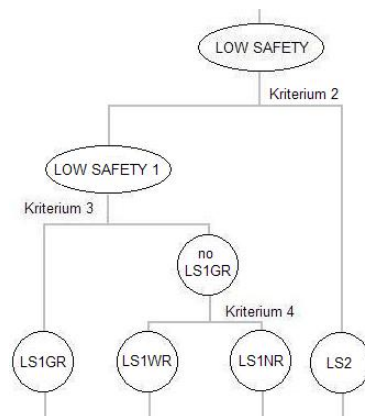 LOW SAFETY
Kriterium 2
LOW SAFETY 1
Kriterium 3
no
LS1GR
Kriterium 4
LS1GR
LS1WR
LS1NR
LS2